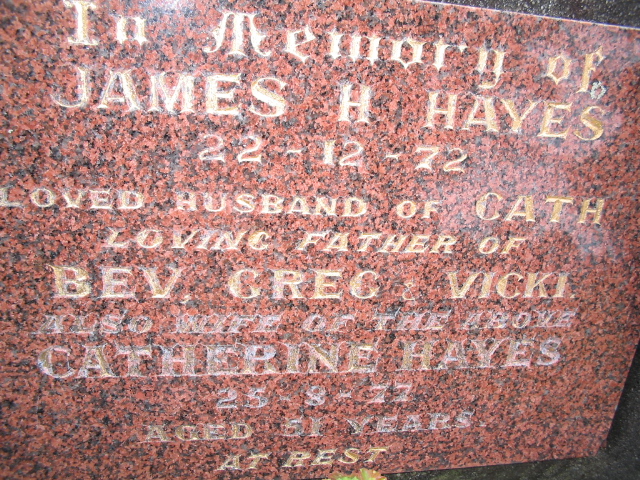 In Memory of
JAMES H HAYES
22-12-72
LOVED HUSBAND OF CATH
LOVING FATHER OF
BEV, GREG & VICKI.
ALSO WIFE OF THE ABOVE
CATHERINE HAYES
25-8-77
AGED 51 YEARS.
AT REST